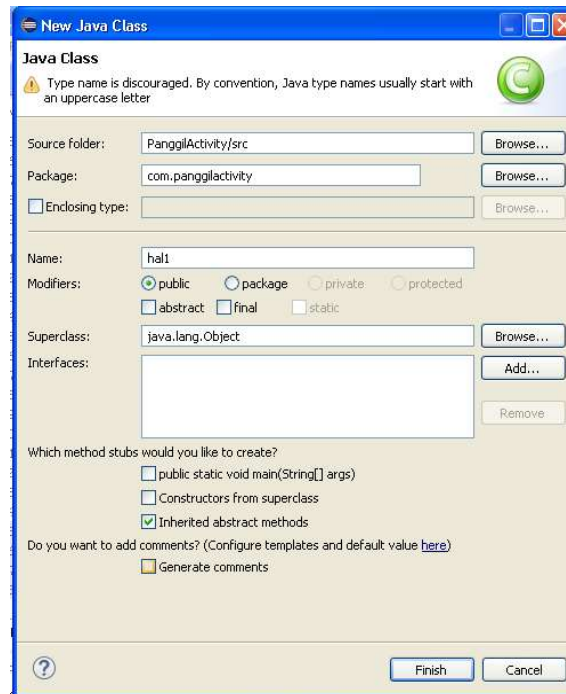 New Java Class
Java Class
Type name is discouraged. By convention, Java type names usually start with
an uppercase letter
Source folder: PanggilActivity/src Browse...
Package: com.panggilactivity Browse...
Enclosing type: Browse...
Name: hal1
Modifiers: public package private protected
abstract final static
Superclass: java.lang.Object Browse...
Interfaces: Add...
Remove
Which method stubs would you like to create?
public static void main(String[] args)
Constructors from superclass
Inherited abstract methods
Do you want to add comments? (Configure templates and default value here)
Generate comments
Finish Cancel